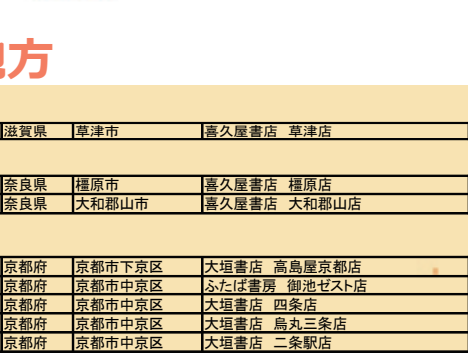 方
滋賀県 草津市 喜久屋書店 草津店
奈良県 橿原市 喜久屋書店 橿原店
奈良県 大和郡山市 喜久屋書店 大和郡山店
京都府 京都市下京区 大垣書店 高島屋京都店
京都府 京都市中京区 ふたば書房 御池ゼスト店
京都府 京都市中京区 大垣書店 四条店
京都府 京都市中京区 大垣書店 烏丸三条店
京都府 京都市中京区 大垣書店 二条駅店